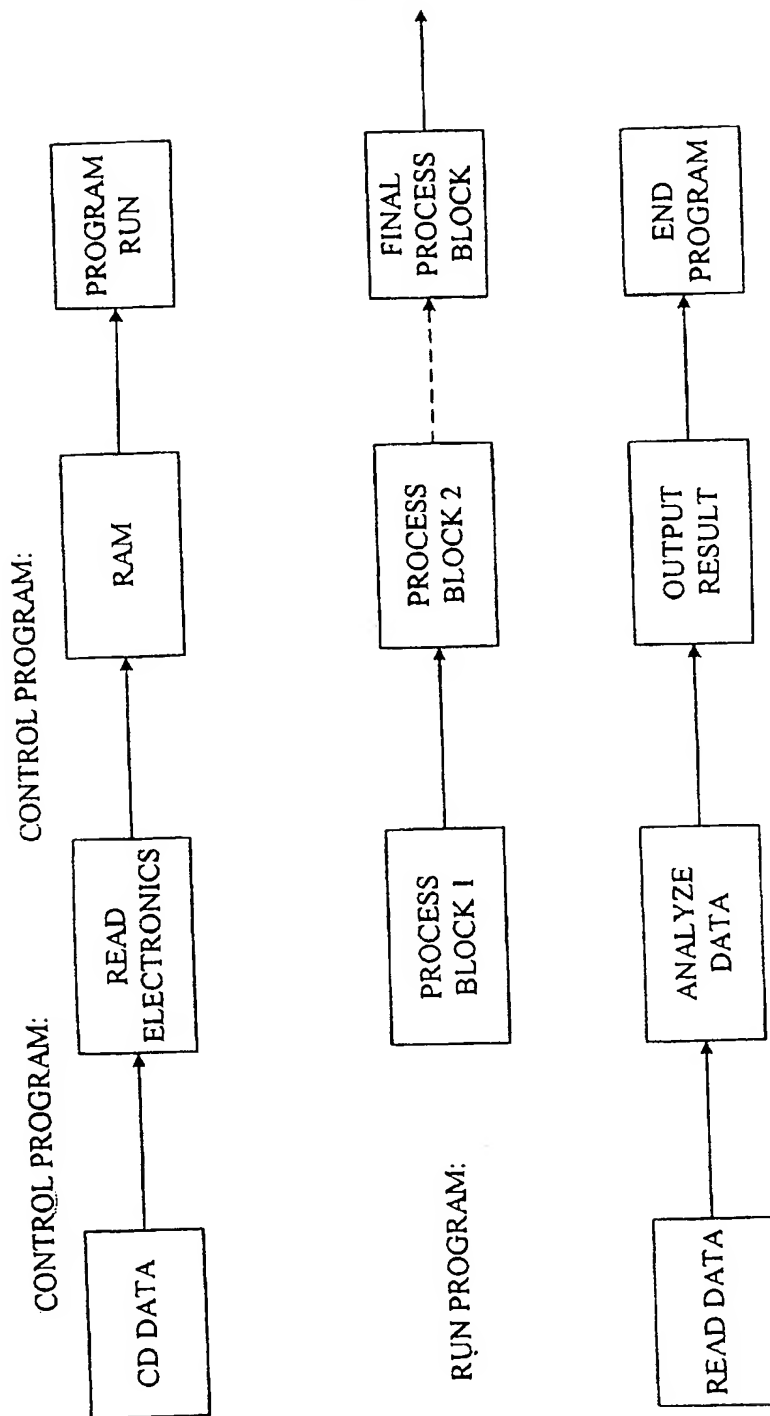 CONTROL PROGRAM:
CONTROL PROGRAM:
CD DATA
READ
ELECTRONICS
RAM
PROGRAM
RUN
RUN PROGRAM:
PROCESS
BLOCK 1
PROCESS
BLOCK 2
FINAL
PROCESS
BLOCK
READ DATA
ANALYZE
DATA
OUTPUT
RESULT
END
PROGRAM